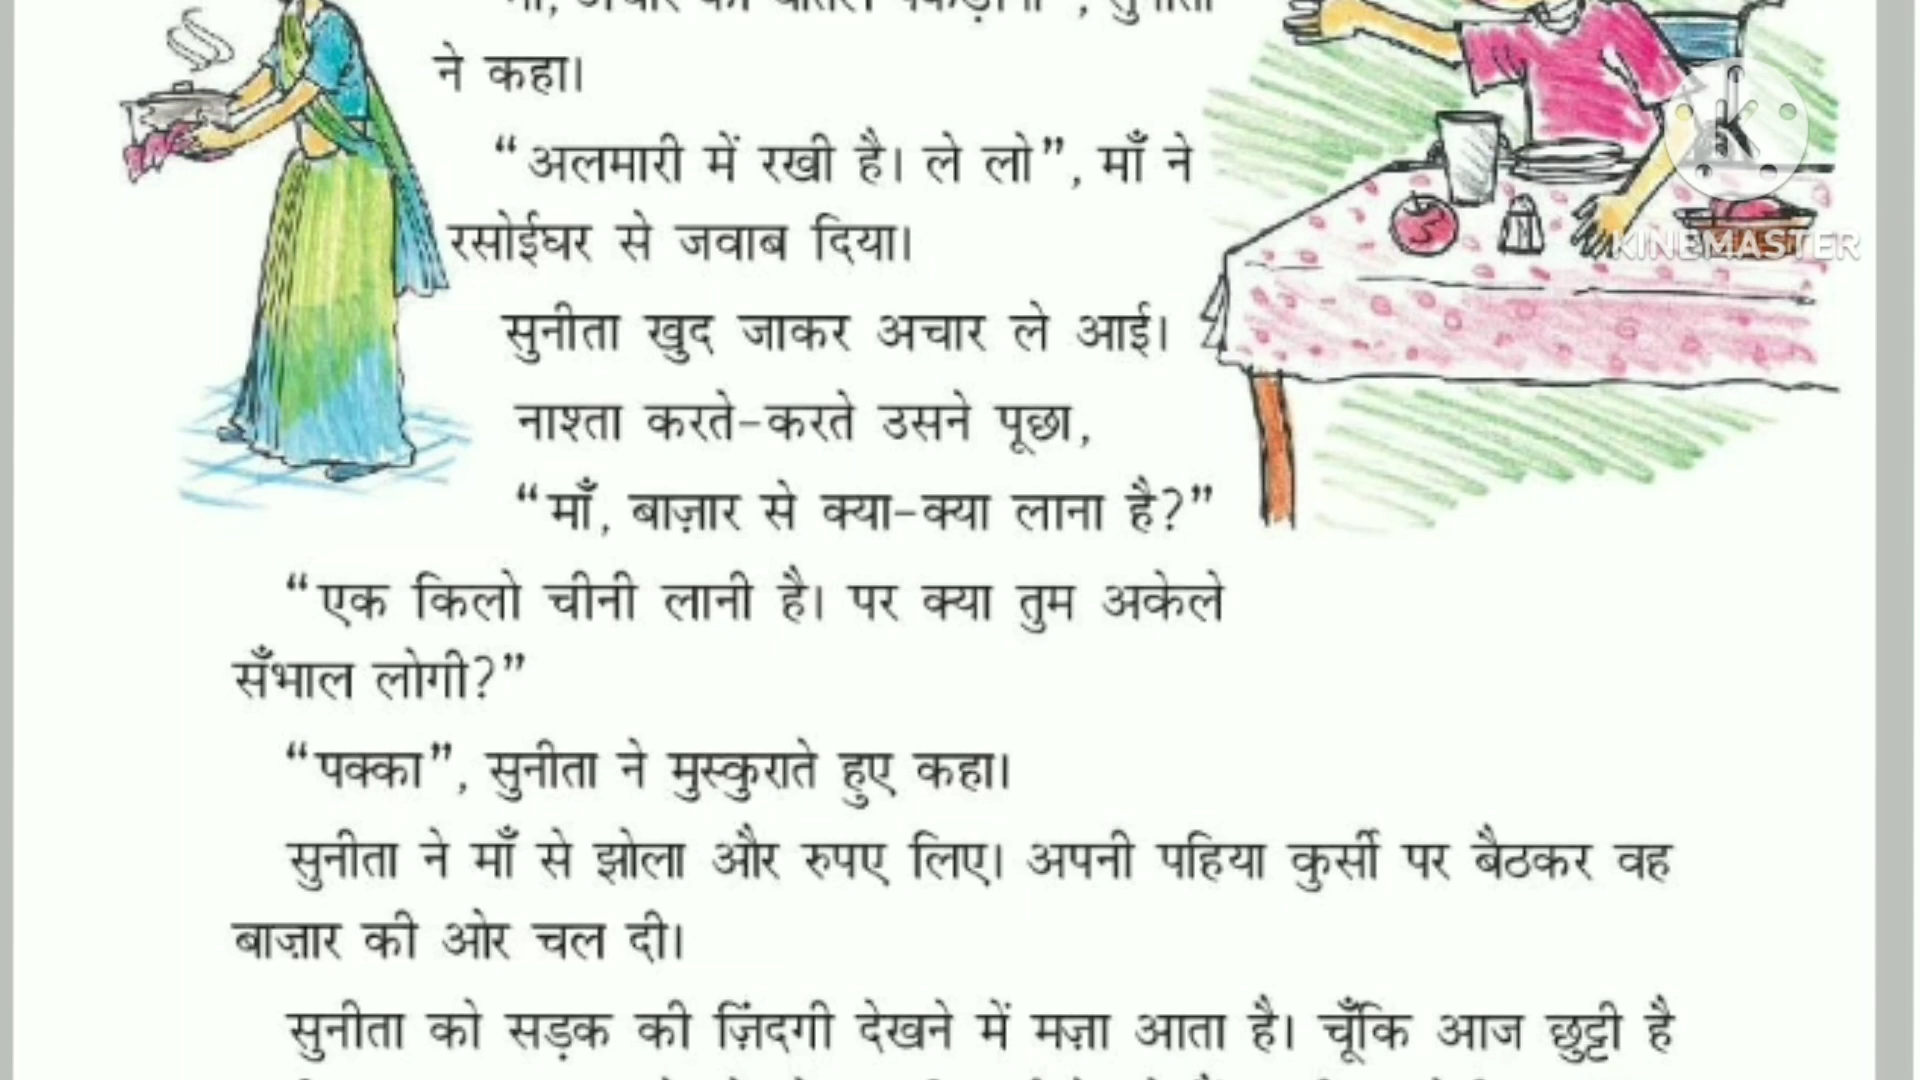 ने कहा।
“अलमारी में रखी है। ले लो”, माँ ने
रसोईघर से जवाब दिया।
सुनीता खुद जाकर अचार ले आई।
नाश्ता करते-करते उसने पूछा,
“माँ, बाज़ार से क्या-क्या लाना है?”
“एक किलो चीनी लानी है। पर क्या तुम अकेले
सँभाल लोगी?”
“पक्का”, सुनीता ने मुस्कुराते हुए कहा।
सुनीता ने माँ से झोला और रुपए लिए। अपनी पहिया कुर्सी पर बैठकर वह
बाज़ार की ओर चल दी।
सुनीता को सड़क की ज़िंदगी देखने में मज़ा आता है। चूँकि आज छुट्टी है
K
KINEMASTER